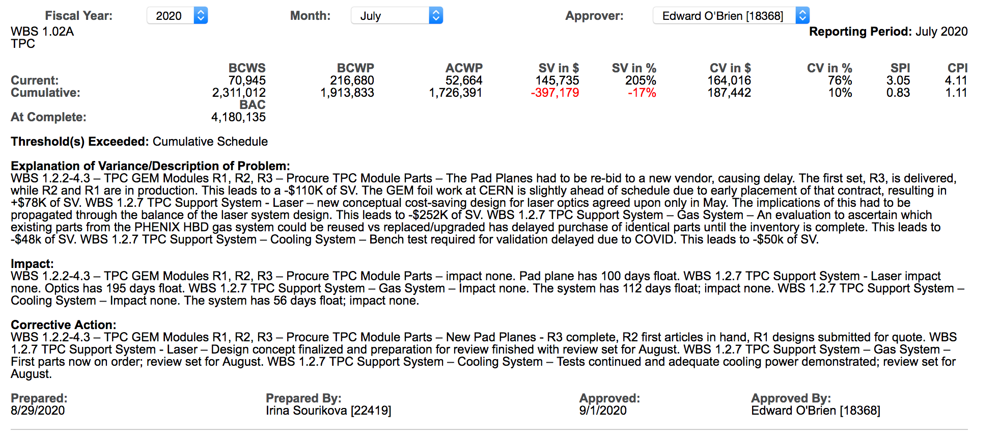 Fiscal Year: 2020 Month: July Approver: Edward O'Brien [18368]
WBS 1.02A Reporting Period: July 2020
TPC
BCWS BCWP ACWP SV in $ SV in % CV in $ CV in % SPI CPI
Current: 70,945 216,680 52,664 145,735 205% 164,016 76% 3.05 4.11
Cumulative: 2,311,012 1,913,833 1,726,391 -397,179 -17% 187,442 10% 0.83 1.11
BAC
At Complete: 4,180,135
Threshold(s) Exceeded: Cumulative Schedule
Explanation of Variance/Description of Problem:
WBS 1.2.2-4.3 – TPC GEM Modules R1, R2, R3 – Procure TPC Module Parts – The Pad Planes had to be re-bid to a new vendor, causing delay. The first set, R3, is delivered,
while R2 and R1 are in production. This leads to a -$110K of SV. The GEM foil work at CERN is slightly ahead of schedule due to early placement of that contract, resulting in
+$78K of SV. WBS 1.2.7 TPC Support System - Laser – new conceptual cost-saving design for laser optics agreed upon only in May. The implications of this had to be
propagated through the balance of the laser system design. This leads to -$252K of SV. WBS 1.2.7 TPC Support System – Gas System – An evaluation to ascertain which
existing parts from the PHENIX HBD gas system could be reused vs replaced/upgraded has delayed purchase of identical parts until the inventory is complete. This leads to
-$48k of SV. WBS 1.2.7 TPC Support System – Cooling System – Bench test required for validation delayed due to COVID. This leads to -$50k of SV.
Impact:
WBS 1.2.2-4.3 – TPC GEM Modules R1, R2, R3 – Procure TPC Module Parts – impact none. Pad plane has 100 days float. WBS 1.2.7 TPC Support System - Laser impact
none. Optics has 195 days float. WBS 1.2.7 TPC Support System – Gas System – Impact none. The system has 112 days float; impact none. WBS 1.2.7 TPC Support System –
Cooling System – Impact none. The system has 56 days float; impact none.
Corrective Action:
WBS 1.2.2-4.3 – TPC GEM Modules R1, R2, R3 – Procure TPC Module Parts – New Pad Planes - R3 complete, R2 first articles in hand, R1 designs submitted for quote. WBS
1.2.7 TPC Support System - Laser – Design concept finalized and preparation for review finished with review set for August. WBS 1.2.7 TPC Support System – Gas System –
First parts now on order; review set for August. WBS 1.2.7 TPC Support System – Cooling System – Tests continued and adequate cooling power demonstrated; review set for
August.
Prepared: Prepared By: Approved: Approved By:
8/29/2020 Irina Sourikova [22419] 9/1/2020 Edward O'Brien [18368]